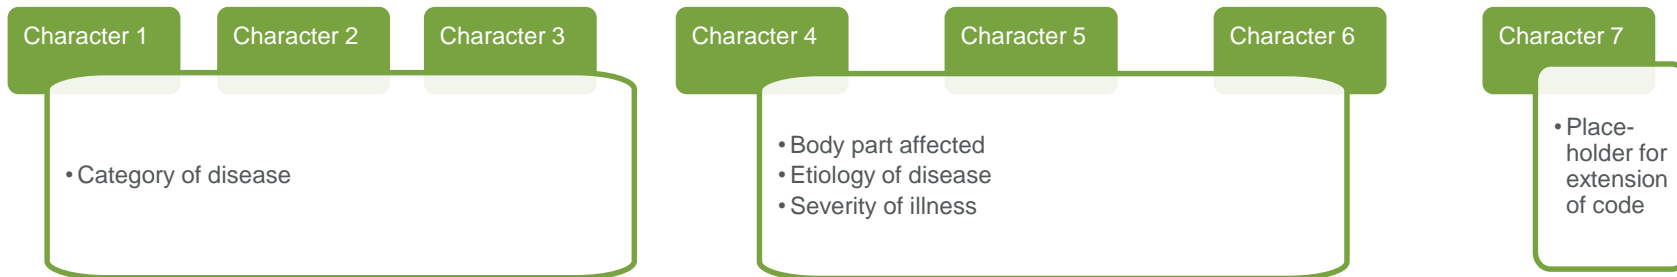 Character 1
Character 2
Character 3
• Category of disease
Character 4
Character 5
Character 6
• Body part affected
• Etiology of disease
• Severity of illness
Character 7
• Place-
holder for
extension
of code